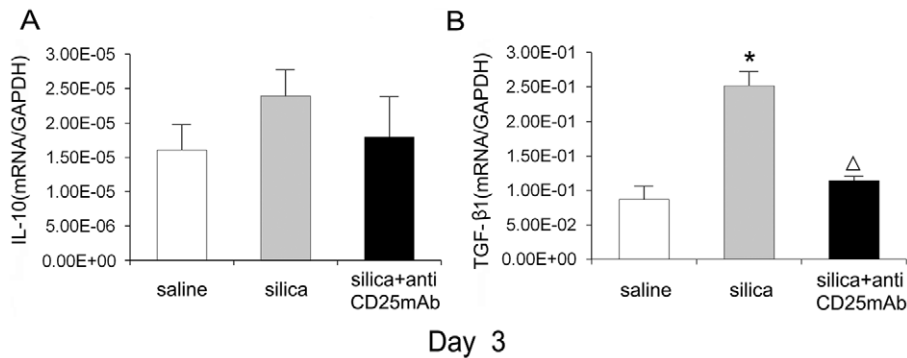 A
IL-10(mRNA/GAPDH)
3.00E-05
2.50E-05
2.00E-05
1.50E-05
1.00E-05
5.00E-06
0.00E+00
saline
silica
silica+anti
CD25mAb
B
TGF-β1(mRNA/GAPDH)
3.00E-01
2.50E-01
2.00E-01
1.50E-01
1.00E-01
5.00E-02
0.00E+00
*
△
saline
silica
silica+anti
CD25mAb
Day 3